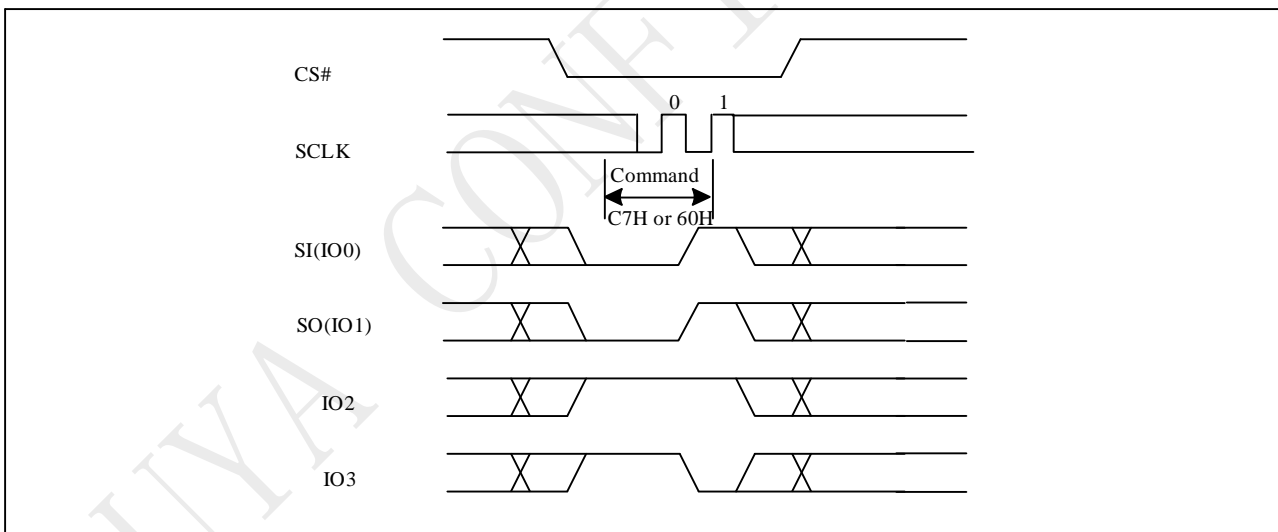 CS#
0 1
SCLK
Command
C7H or 60H
SI(IO0)
SO(IO1)
IO2
IO3